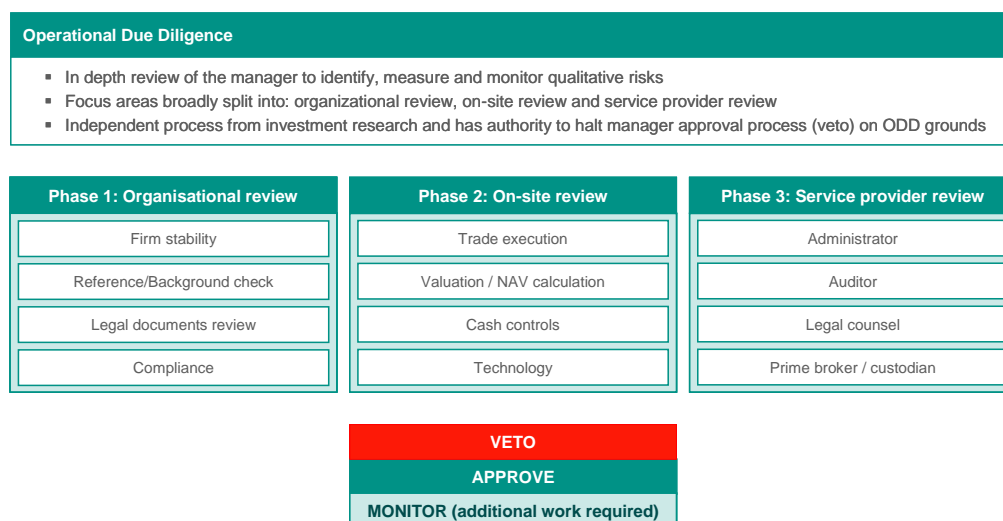 Operational Due Diligence
▪ In depth review of the manager to identify, measure and monitor qualitative risks
▪ Focus areas broadly split into: organizational review, on-site review and service provider review
▪ Independent process from investment research and has authority to halt manager approval process (veto) on ODD grounds
Phase 1: Organisational review
Firm stability
Reference/Background check
Legal documents review
Compliance
Phase 2: On-site review
Trade execution
Valuation / NAV calculation
Cash controls
Technology
Phase 3: Service provider review
Administrator
Auditor
Legal counsel
Prime broker / custodian
VETO
APPROVE
MONITOR (additional work required)